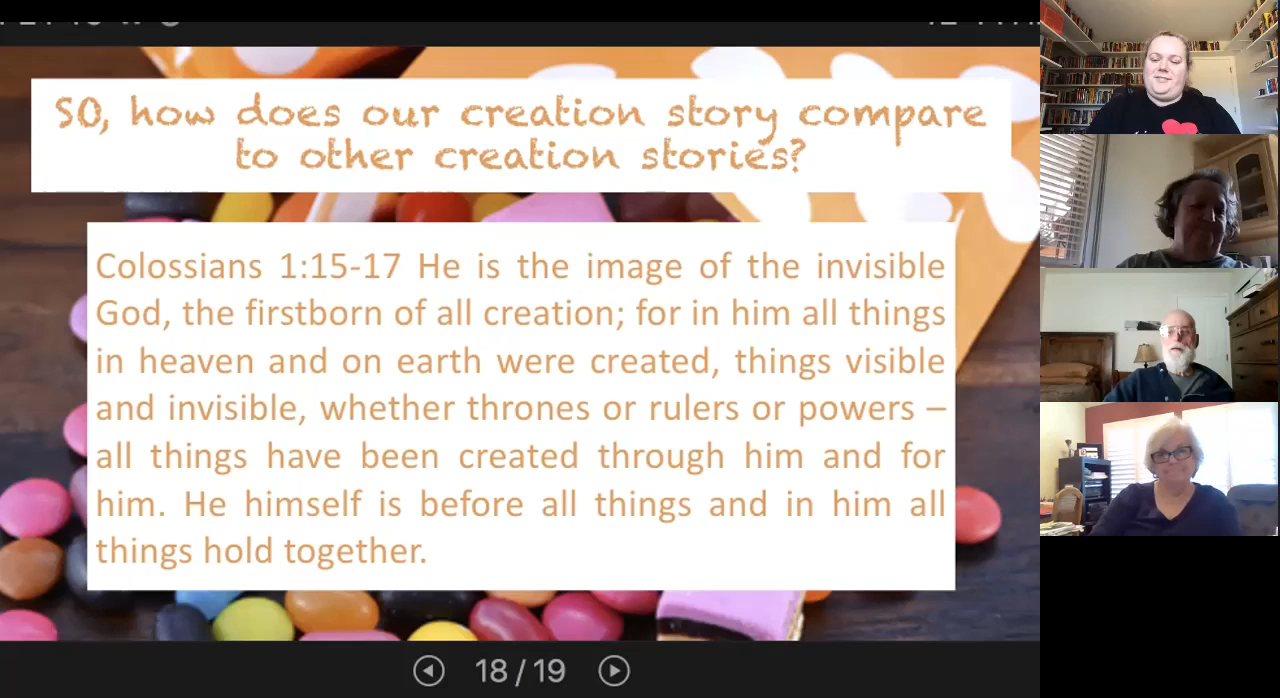 SO, how does our creation story compare
to other creation stories?
Colossians 1:15-17 He is the image of the invisible
God, the firstborn of all creation; for in him all things
in heaven and on earth were created, things visible
and invisible, whether thrones or rulers or powers –
all things have been created through him and for
him. He himself is before all things and in him all
things hold together.
18/19